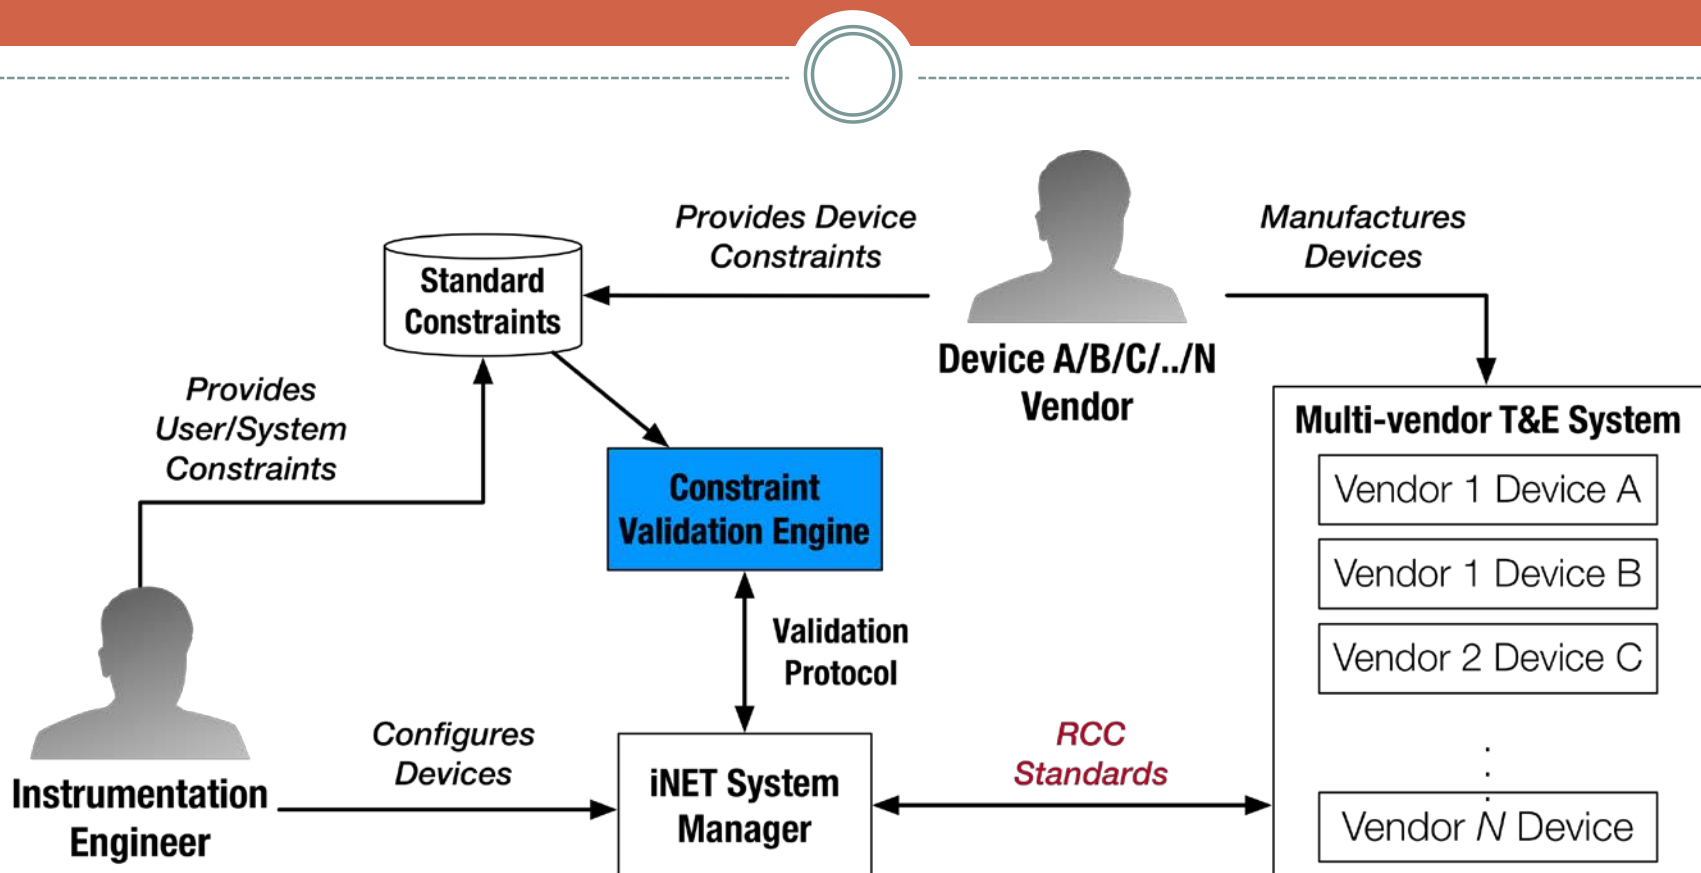 Provides Device
Constraints
Manufactures
Devices
Standard
Constraints
Device A/B/C/../N
Vendor
Provides
User/System
Constraints
Multi-vendor T&E System
Vendor 1 Device A
Vendor 1 Device B
Vendor 2 Device C
.
.
.
Vendor N Device
Constraint
Validation Engine
Validation
Protocol
Configures
Devices
RCC
Standards
iNET System
Manager
Instrumentation
Engineer